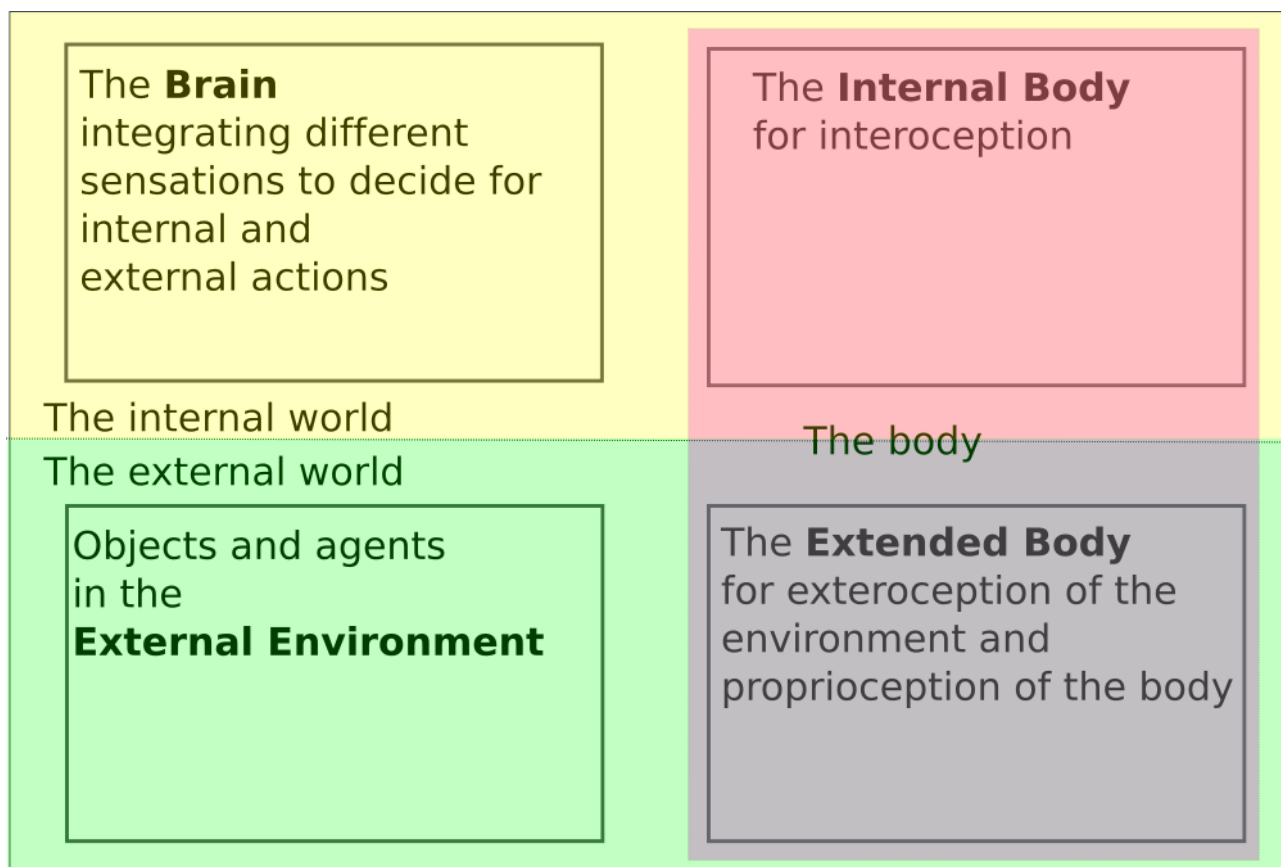 The Brain
integrating different
sensations to decide for
internal and
external actions
The Internal Body
for interoception
The internal world
The body
The external world
Objects and agents
in the
External Environment
The Extended Body
for exteroception of the
environment and
proprioception of the body